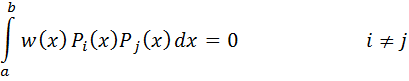 ∫_a^b w(x) P_i(x)P_j(x) dx = 0 i ≠ j